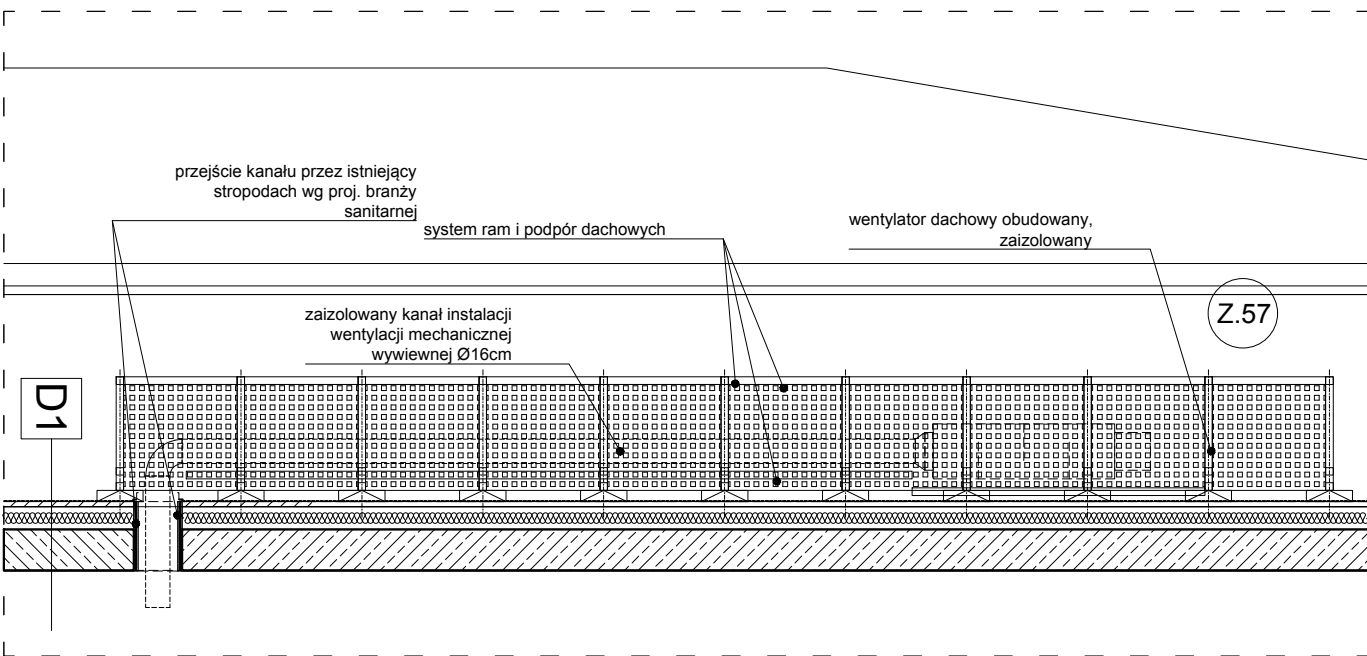 przejście kanału przez istniejący
stropodach wg proj. branży
sanitarnej
system ram i podpór dachowych
wentylator dachowy obudowany,
zaizolowany
zaizolowany kanał instalacji
wentylacji mechanicznej
wywiewnej Ø16cm
Z.57
D1